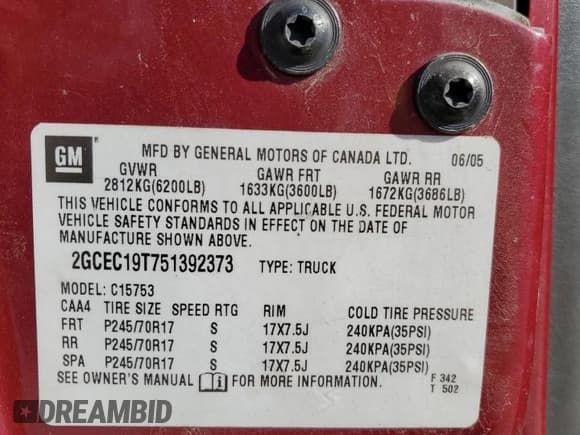 GM
MFD BY GENERAL MOTORS OF CANADA LTD. 06/05
GVWR GAWR FRT GAWR RR
2812KG(6200LB) 1633KG(3600LB) 1672KG(3686LB)
THIS VEHICLE CONFORMS TO ALL APPLICABLE U.S. FEDERAL MOTOR
VEHICLE SAFETY STANDARDS IN EFFECT ON THE DATE OF
MANUFACTURE SHOWN ABOVE.
2GCEC19T751392373 TYPE: TRUCK
MODEL: C15753
CAA4 TIRE SIZE SPEED RTG RIM COLD TIRE PRESSURE
FRT P245/70R17 S 17X7.5J 240KPA(35PSI)
RR P245/70R17 S 17X7.5J 240KPA(35PSI)
SPA P245/70R17 S 17X7.5J 240KPA(35PSI)
SEE OWNER'S MANUAL FOR MORE INFORMATION. F 342
T 502
DREAMBID